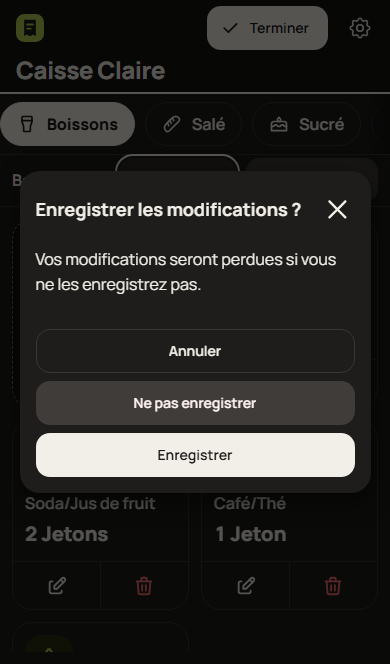 Terminer
Caisse Claire
Boissons
Salé
Sucré
Enregistrer les modifications ?
Vos modifications seront perdues si vous
ne les enregistrez pas.
Annuler
Ne pas enregistrer
Enregistrer
Soda/Jus de fruit
Café/Thé
2 Jetons
1 Jeton